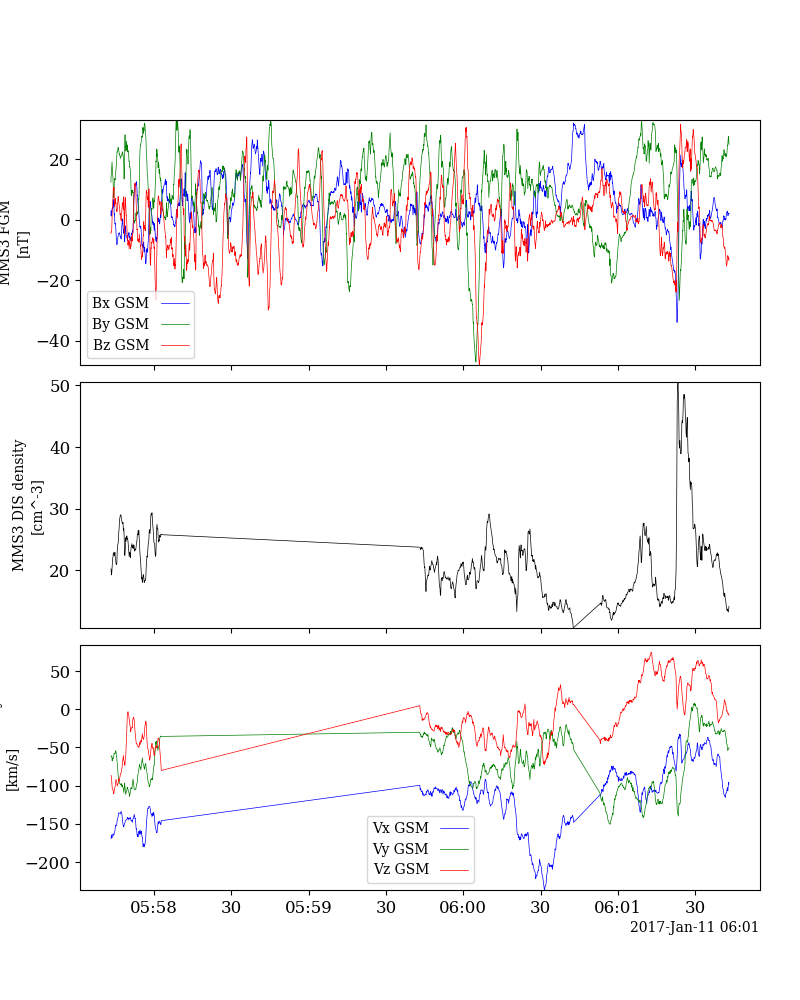 MMS3 FGM
[nT]
20
0
−20
−40
Bx GSM
By GSM
Bz GSM
MMS3 DIS density
[cm^-3]
50
40
30
20
[km/s]
50
0
−50
−100
−150
−200
Vx GSM
Vy GSM
Vz GSM
05:58
30
05:59
30
06:00
30
06:01
30
2017-Jan-11 06:01